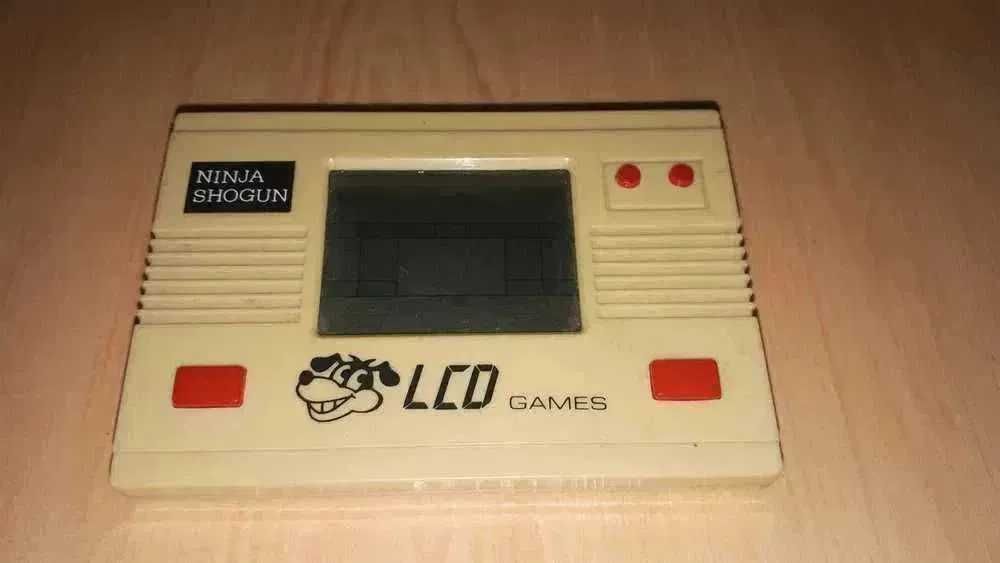 NINJA
SHOGUN
LCD GAMES